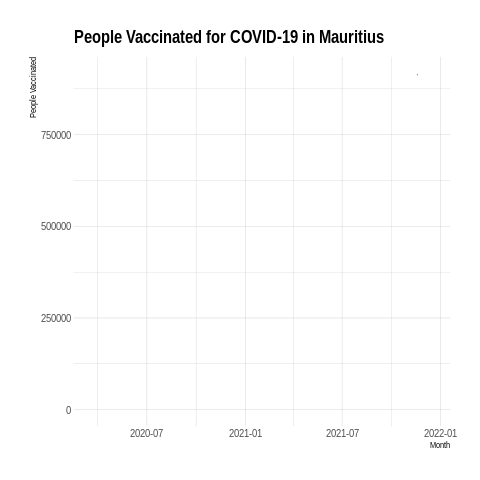 People Vaccinated for COVID-19 in Mauritius
People Vaccinated
750000
500000
250000
0
2020-07 2021-01 2021-07 2022-01
Month